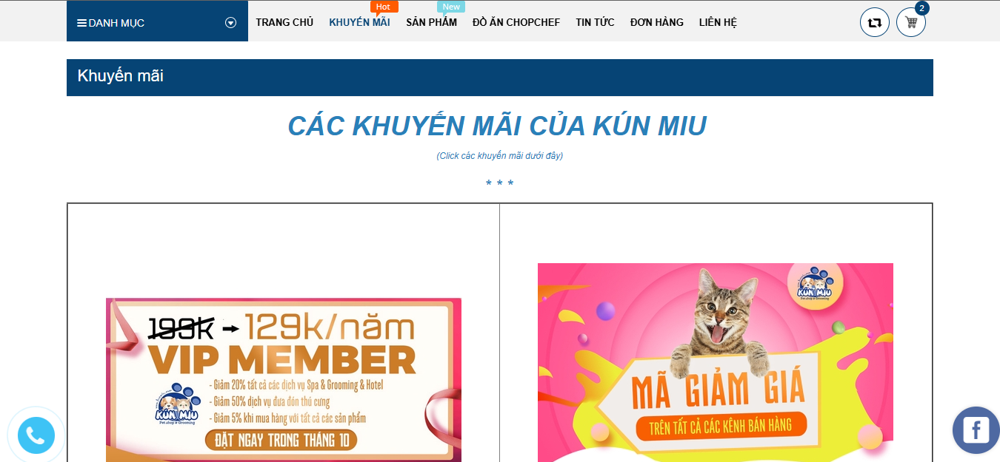 Hot
New
2
DANH MỤC
TRANG CHỦ
KHUYẾN MÃI
SẢN PHẨM
ĐỒ ĂN CHOPCHEF
TIN TỨC
ĐƠN HÀNG
LIÊN HỆ
Khuyến mãi
CÁC KHUYẾN MÃI CỦA KÚN MIU
(Click các khuyến mãi dưới đây)
* * *
199k → 129k/năm
VIP MEMBER
- Giảm 20% tất cả các dịch vụ Spa & Grooming & Hotel
- Giảm 50% dịch vụ đưa đón thú cưng
- Giảm 5% khi mua hàng với tất cả các sản phẩm
KÚN MIU
Pet shop & Grooming
ĐẶT NGAY TRONG THÁNG 10
KÚN MIU
Pet shop & Grooming
MÃ GIẢM GIÁ
TRÊN TẤT CẢ CÁC KÊNH BÁN HÀNG